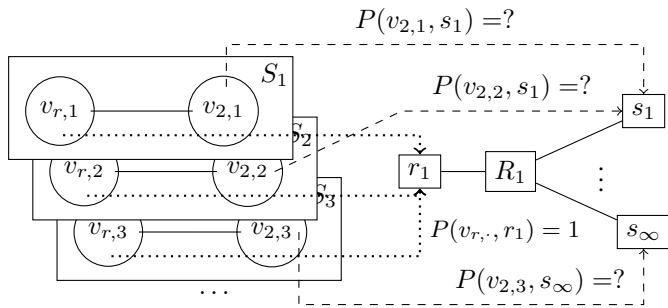 P(v_{2,1}, s_1) =?
S_1
v_{r,1} v_{2,1}
P(v_{2,2}, s_1) =?
s_1
S_2
v_{r,2} v_{2,2}
r_1 R_1
⋮
S_3
v_{r,3} v_{2,3}
P(v_{r,·}, r_1) = 1
s_∞
...
P(v_{2,3}, s_∞) =?